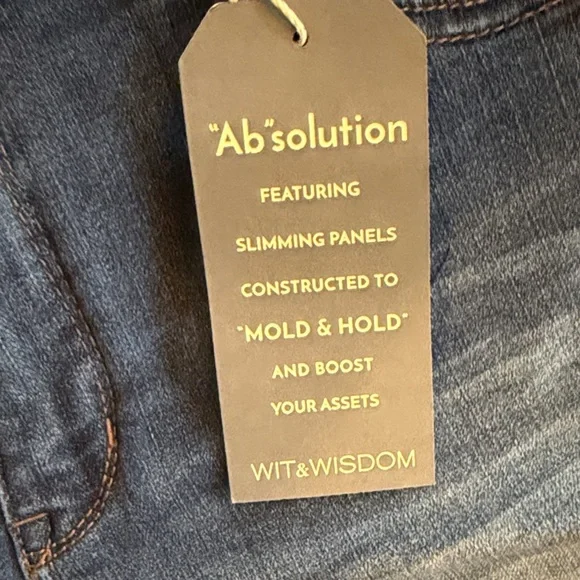 "Ab"solution
FEATURING
SLIMMING PANELS
CONSTRUCTED TO
"MOLD & HOLD"
AND BOOST
YOUR ASSETS
WIT&WISDOM